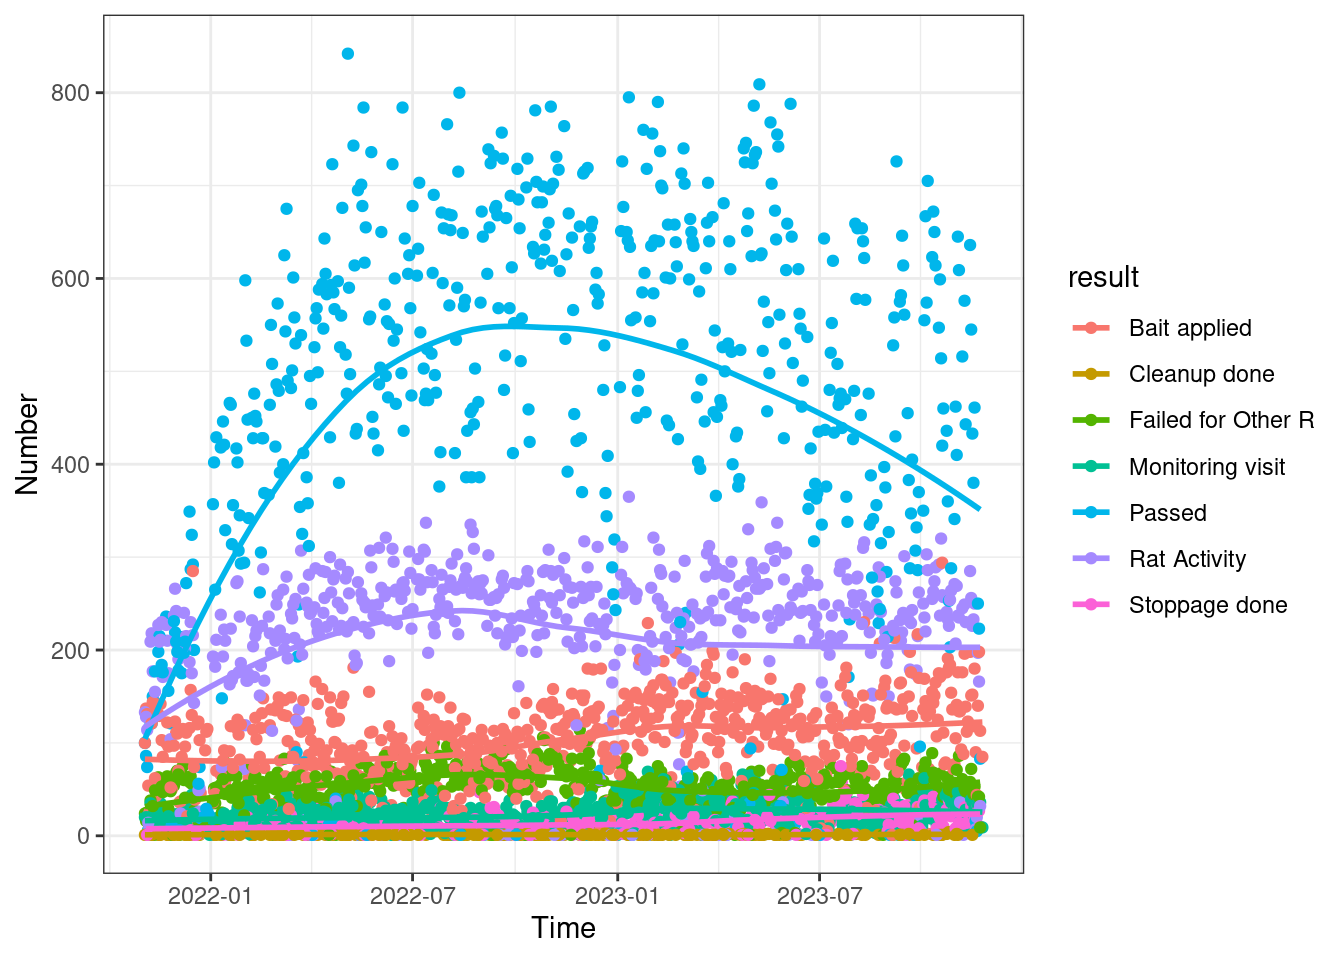 800
600
400
200
0
Number
2022-01
2022-07
2023-01
2023-07
Time
result
Bait applied
Cleanup done
Failed for Other R
Monitoring visit
Passed
Rat Activity
Stoppage done